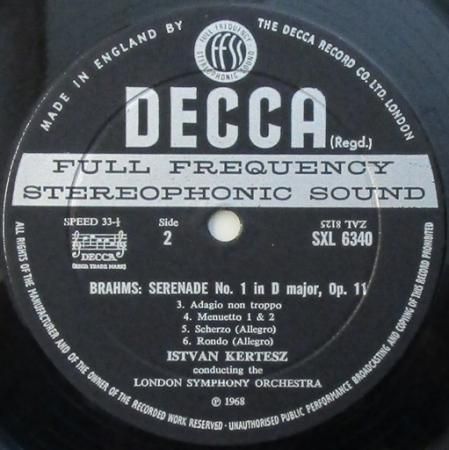 MADE IN ENGLAND BY
THE DECCA RECORD CO. LTD. LONDON
FULL FREQUENCY
FFSS
STEREOPHONIC SOUND
DECCA (Regd.)
FULL FREQUENCY
STEREOPHONIC SOUND
SPEED 33⅓
Side
2
DECCA
(REGD. TRADE MARK)
ZAL 8125
SXL 6340
BRAHMS: SERENADE No. 1 in D major, Op. 11
3. Adagio non troppo
4. Menuetto 1 & 2
5. Scherzo (Allegro)
6. Rondo (Allegro)
ISTVAN KERTESZ
conducting the
LONDON SYMPHONY ORCHESTRA
℗ 1968
ALL RIGHTS OF THE MANUFACTURER AND OF THE OWNER OF THE RECORDED WORK RESERVED. UNAUTHORISED PUBLIC PERFORMANCE BROADCASTING AND COPYING OF THIS RECORD PROHIBITED